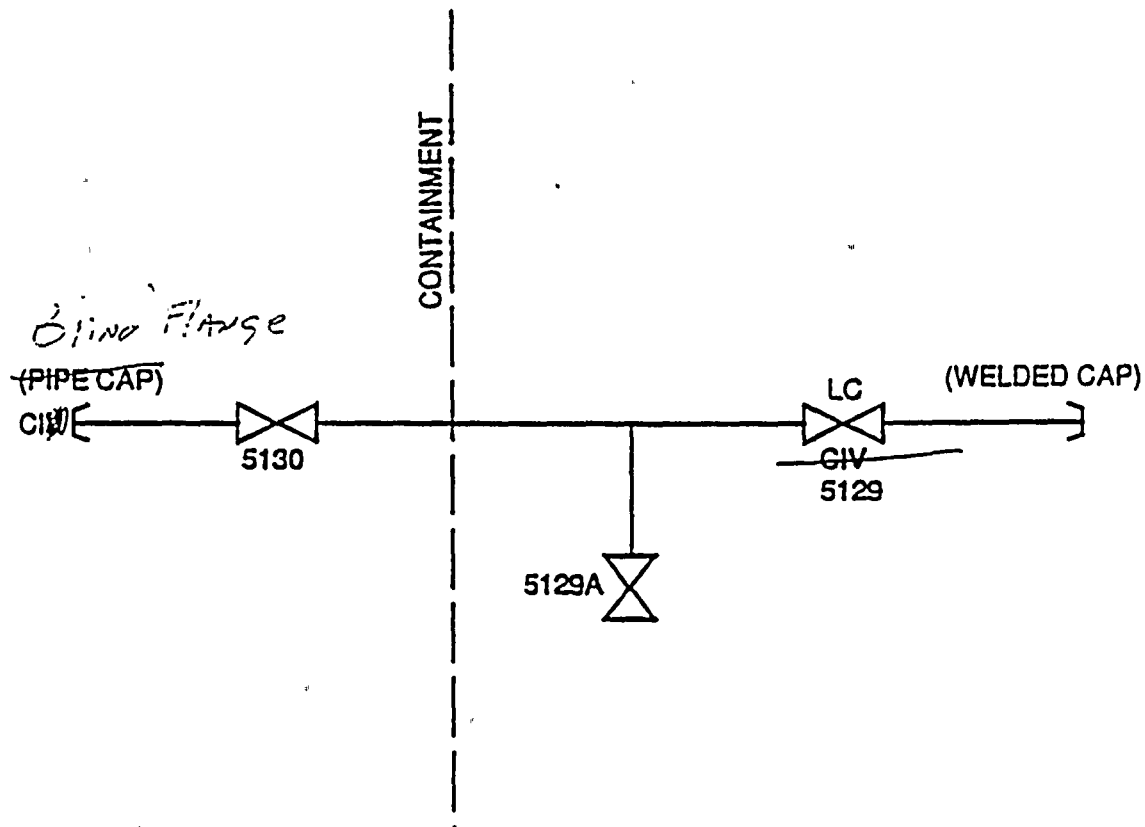 CONTAINMENT
Blind Flange
(PIPE CAP)
5130
LC
CIV
5129
(WELDED CAP)
5129A